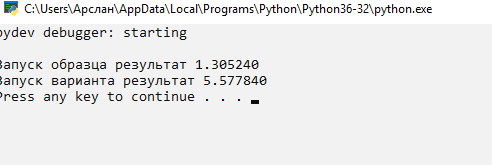 C:\Users\Арслан\AppData\Local\Programs\Python\Python36-32\python.exe
pydev debugger: starting
Запуск образца результат 1.305240
Запуск варианта результат 5.577840
Press any key to continue . . .